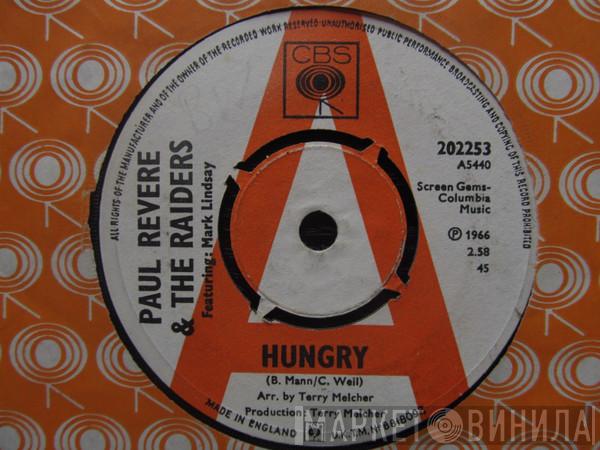 ALL RIGHTS OF THE MANUFACTURER AND OF THE OWNER OF THE RECORDED WORK RESERVED. UNAUTHORISED PUBLIC PERFORMANCE BROADCASTING AND COPYING OF THIS RECORD PROHIBITED
CBS
PAUL REVERE
& THE RAIDERS
Featuring: Mark Lindsay
202253
A5440
Screen Gems-
Columbia
Music
℗ 1966
2.58
45
A
HUNGRY
(B. Mann/C. Weil)
Arr. by Terry Melcher
Production: Terry Melcher
MADE IN ENGLAND
U.K.T.M.
МАРКЕТ ВИНИЛА